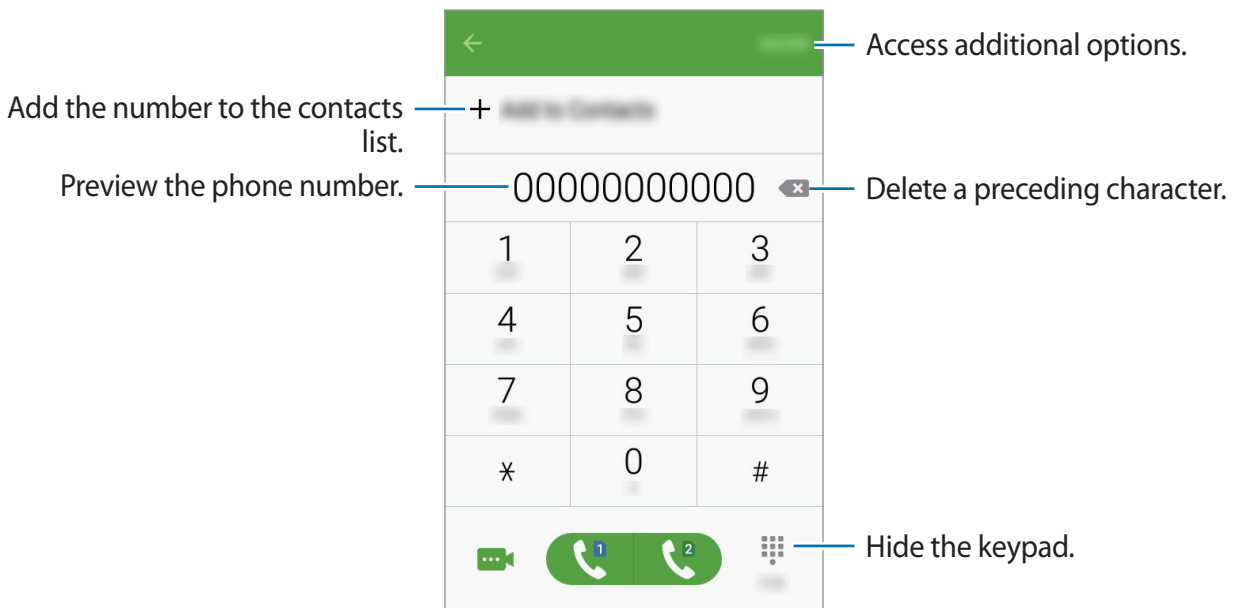 Access additional options.
Add the number to the contacts
list.
Preview the phone number.
00000000000
Delete a preceding character.
1 2 3
4 5 6
7 8 9
* 0 #
1 2
Hide the keypad.